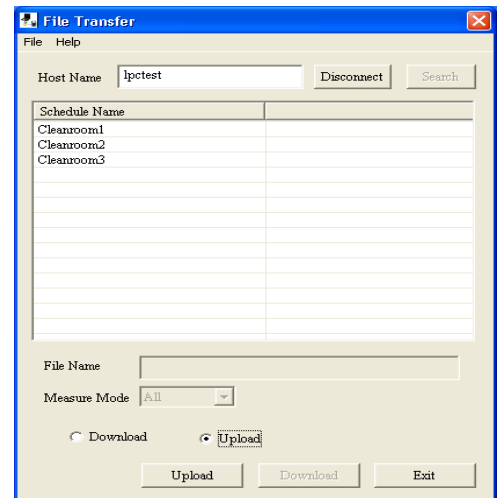 File Transfer
File Help
Host Name lpctest Disconnect Search
Schedule Name
Cleanroom1
Cleanroom2
Cleanroom3
File Name
Measure Mode All
Download Upload
Upload Download Exit